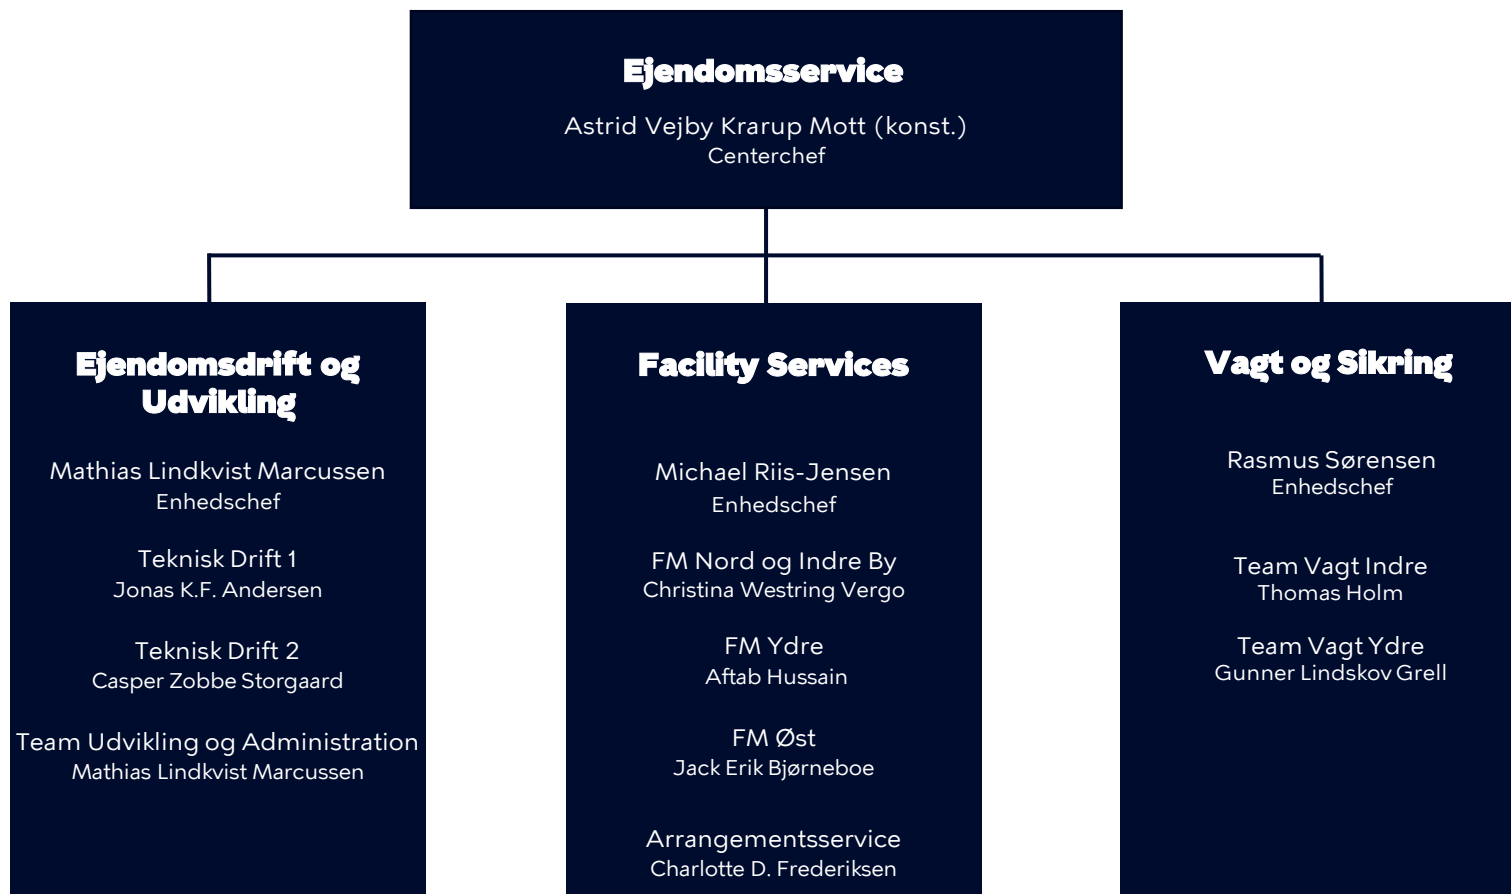 Ejendomsservice
Astrid Vejby Krarup Mott (konst.)
Centerchef
Ejendomsdrift og
Udvikling
Mathias Lindkvist Marcussen
Enhedschef
Teknisk Drift 1
Jonas K.F. Andersen
Teknisk Drift 2
Casper Zobbe Storgaard
Team Udvikling og Administration
Mathias Lindkvist Marcussen
Facility Services
Michael Riis-Jensen
Enhedschef
FM Nord og Indre By
Christina Westring Vergo
FM Ydre
Aftab Hussain
FM Øst
Jack Erik Bjørneboe
Arrangementsservice
Charlotte D. Frederiksen
Vagt og Sikring
Rasmus Sørensen
Enhedschef
Team Vagt Indre
Thomas Holm
Team Vagt Ydre
Gunner Lindskov Grell